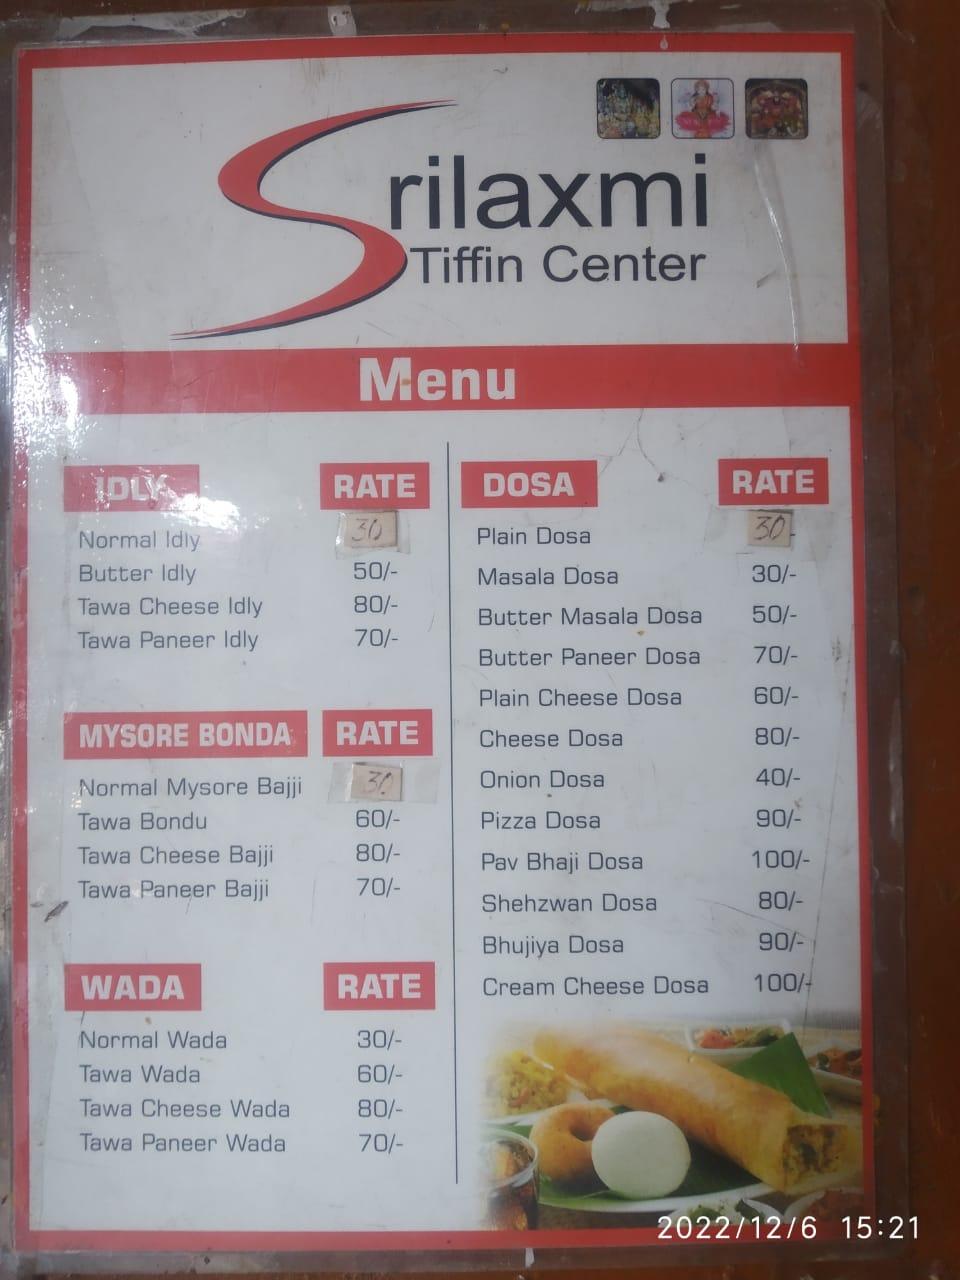 Srilaxmi
Tiffin Center
Menu
IDLY RATE
Normal Idly 30
Butter Idly 50/-
Tawa Cheese Idly 80/-
Tawa Paneer Idly 70/-
MYSORE BONDA RATE
Normal Mysore Bajji 30
Tawa Bondu 60/-
Tawa Cheese Bajji 80/-
Tawa Paneer Bajji 70/-
WADA RATE
Normal Wada 30/-
Tawa Wada 60/-
Tawa Cheese Wada 80/-
Tawa Paneer Wada 70/-
DOSA RATE
Plain Dosa 30-
Masala Dosa 30/-
Butter Masala Dosa 50/-
Butter Paneer Dosa 70/-
Plain Cheese Dosa 60/-
Cheese Dosa 80/-
Onion Dosa 40/-
Pizza Dosa 90/-
Pav Bhaji Dosa 100/-
Shehzwan Dosa 80/-
Bhujiya Dosa 90/-
Cream Cheese Dosa 100/-
2022/12/6 15:21